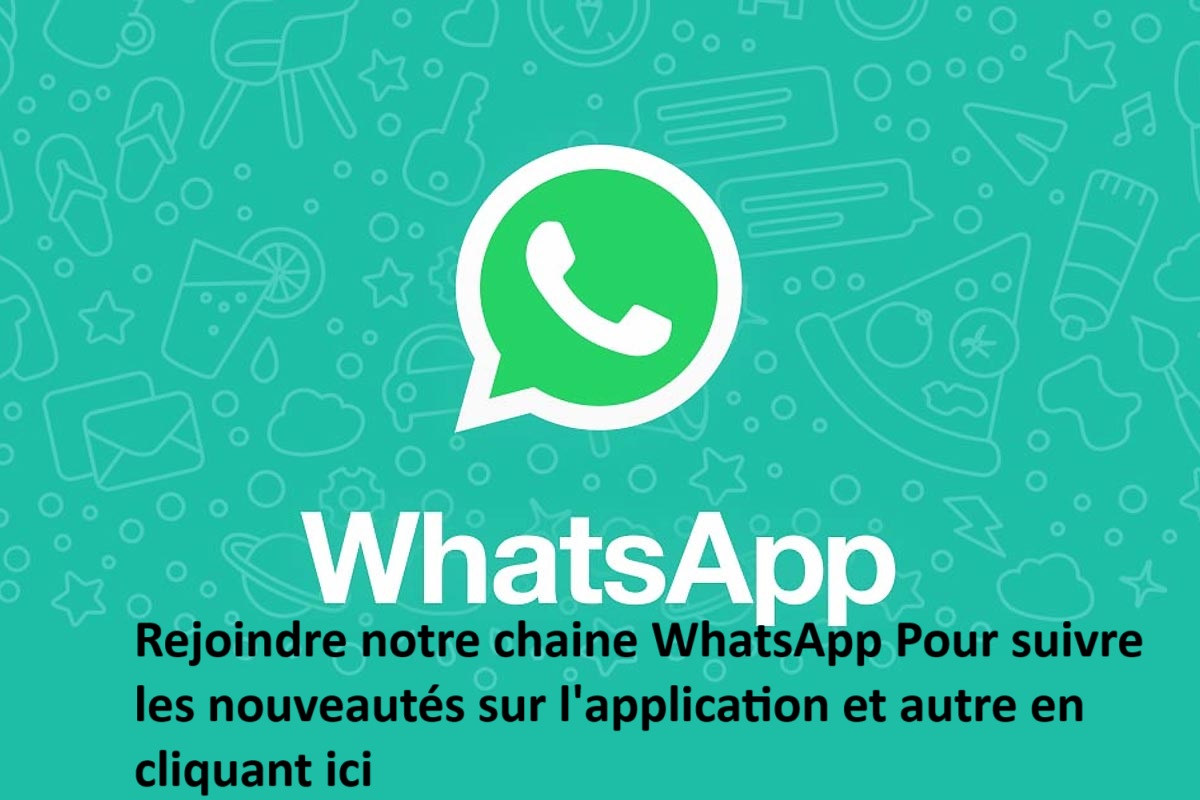 WhatsApp
Rejoindre notre chaine WhatsApp Pour suivre
les nouveautés sur l'application et autre en
cliquant ici